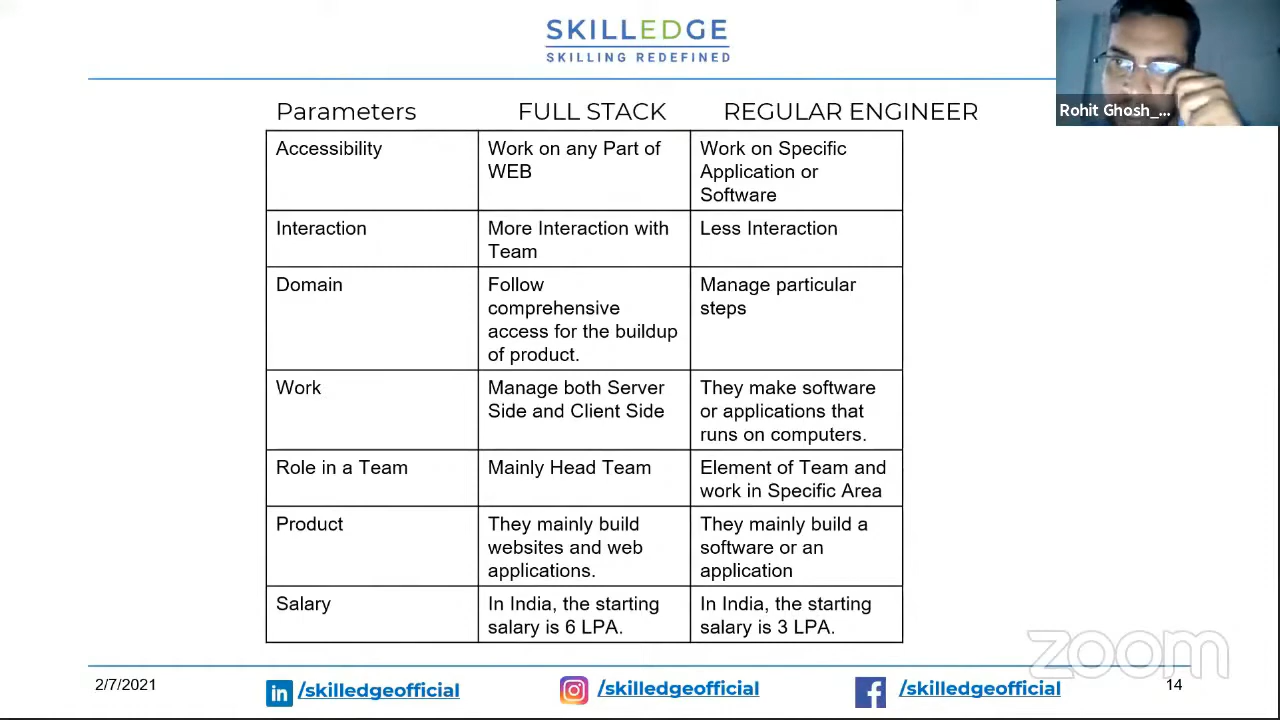 SKILLEDGE
SKILLING REDEFINED
Rohit Ghosh_...
Parameters FULL STACK REGULAR ENGINEER
Accessibility
Work on any Part of
WEB
Work on Specific
Application or
Software
Interaction
More Interaction with
Team
Less Interaction
Domain
Follow
comprehensive
access for the buildup
of product.
Manage particular
steps
Work
Manage both Server
Side and Client Side
They make software
or applications that
runs on computers.
Role in a Team
Mainly Head Team
Element of Team and
work in Specific Area
Product
They mainly build
websites and web
applications.
They mainly build a
software or an
application
Salary
In India, the starting
salary is 6 LPA.
In India, the starting
salary is 3 LPA.
zoom
2/7/2021
in /skilledgeofficial
/skilledgeofficial
/skilledgeofficial
14